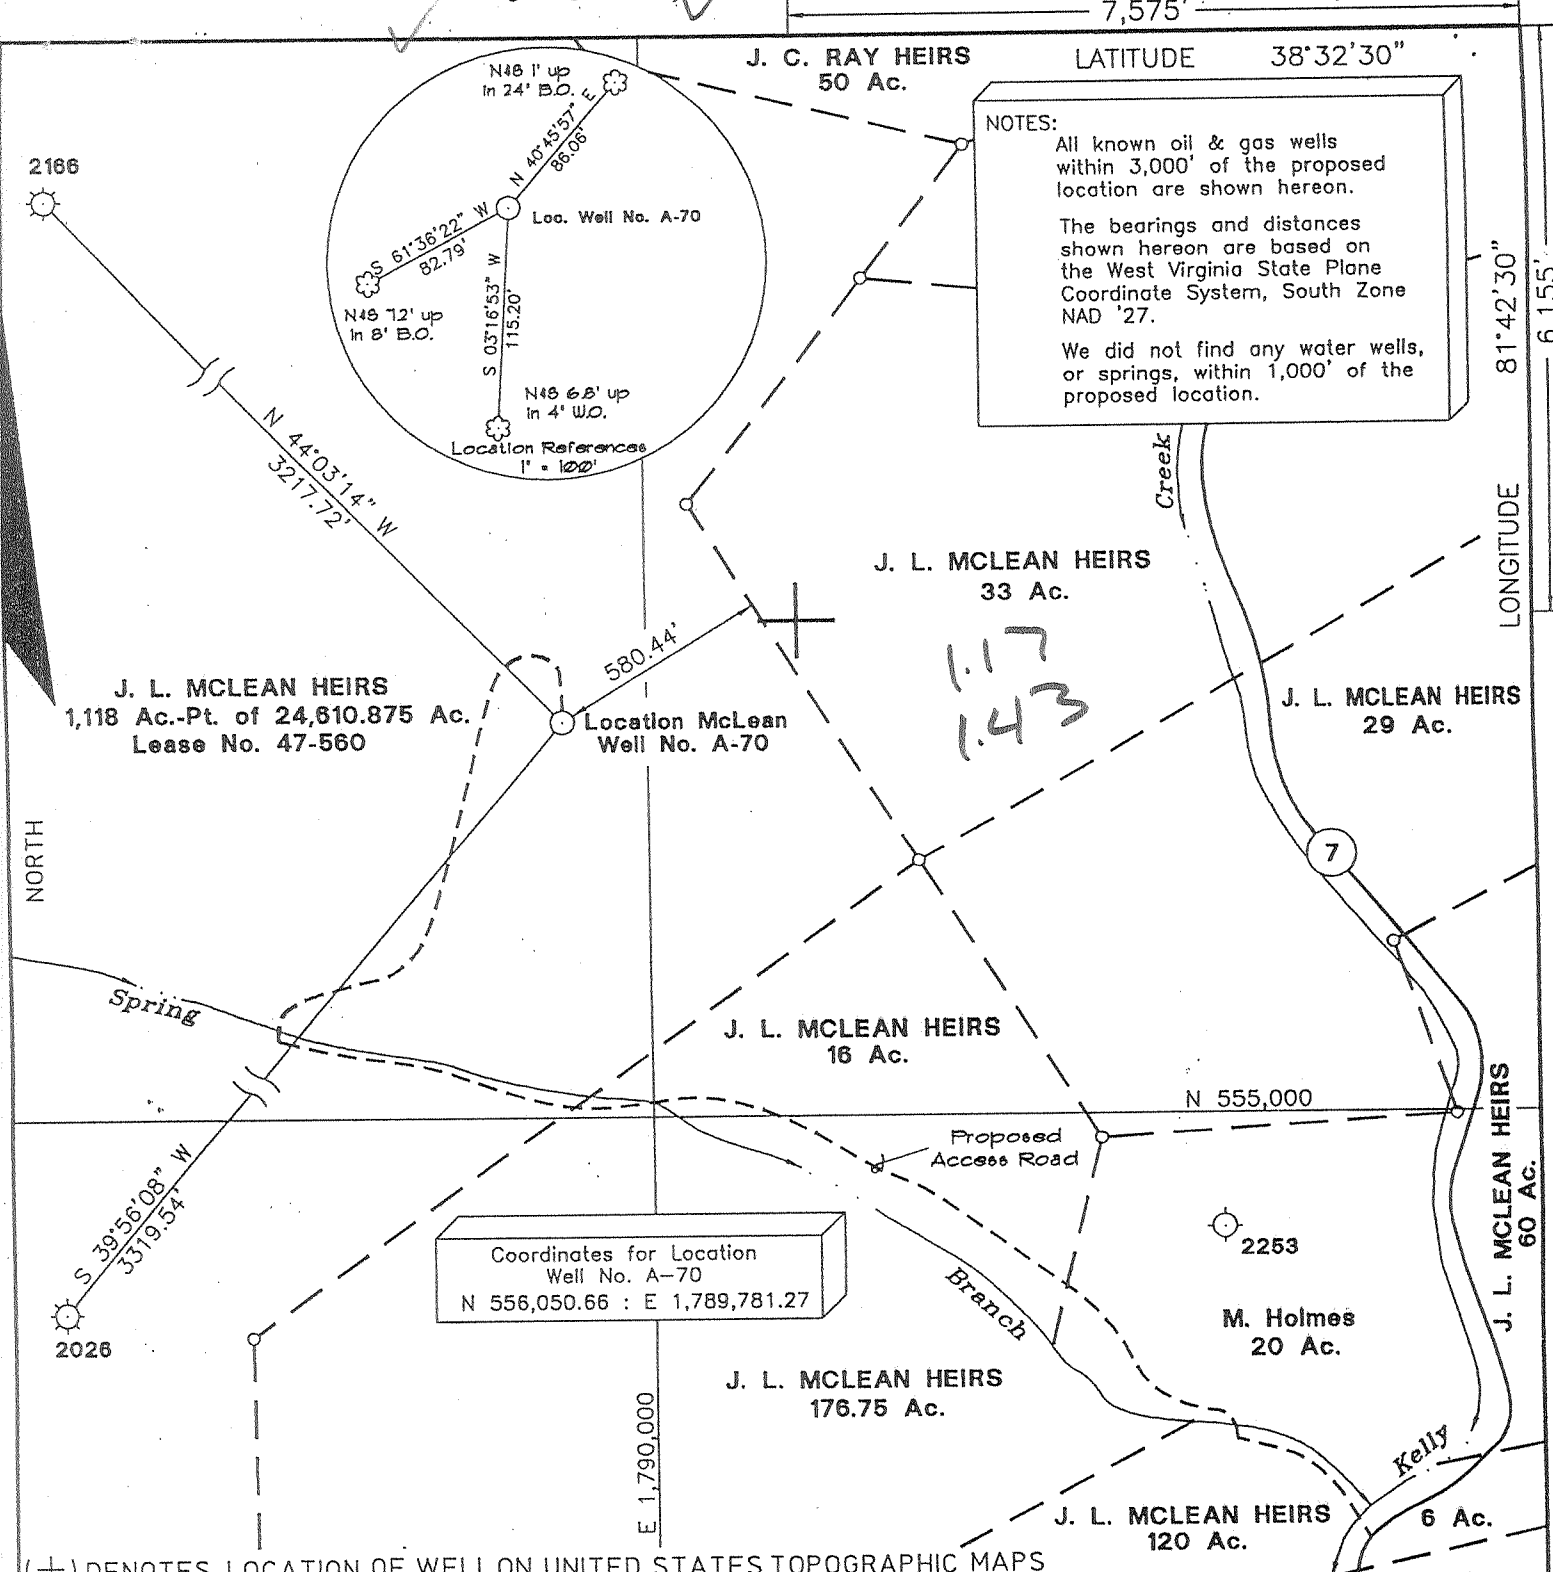 7,575'
J. C. RAY HEIRS
50 Ac.
LATITUDE 38°32'30"
N&S 1' up
In 24' B.O.
N 40°45'57" E
86.06'
Loc. Well No. A-70
S 61°36'22" W
82.79'
N&S 7.2' up
In 8' B.O.
S 03°16'53" W
115.20'
N&S 6.8' up
In 4' W.O.
Location References
1" = 100'
NOTES:
All known oil & gas wells
within 3,000' of the proposed
location are shown hereon.
The bearings and distances
shown hereon are based on
the West Virginia State Plane
Coordinate System, South Zone
NAD '27.
We did not find any water wells,
or springs, within 1,000' of the
proposed location.
81°42'30"
LONGITUDE
6,155'
2166
N 44°03'14" W
3217.72'
Creek
J. L. MCLEAN HEIRS
33 Ac.
1.17
1.43
580.44'
J. L. MCLEAN HEIRS
1,118 Ac.-Pt. of 24,610.875 Ac.
Lease No. 47-560
Location McLean
Well No. A-70
J. L. MCLEAN HEIRS
29 Ac.
NORTH
7
Spring
J. L. MCLEAN HEIRS
16 Ac.
N 555,000
Proposed
Access Road
S 39°56'08" W
3319.54'
2026
Coordinates for Location
Well No. A-70
N 556,050.66 : E 1,789,781.27
Branch
2253
M. Holmes
20 Ac.
J. L. MCLEAN HEIRS
60 Ac.
J. L. MCLEAN HEIRS
176.75 Ac.
E 1,790,000
Kelly
J. L. MCLEAN HEIRS
120 Ac.
6 Ac.
(+) DENOTES LOCATION OF WELL ON UNITED STATES TOPOGRAPHIC MAPS